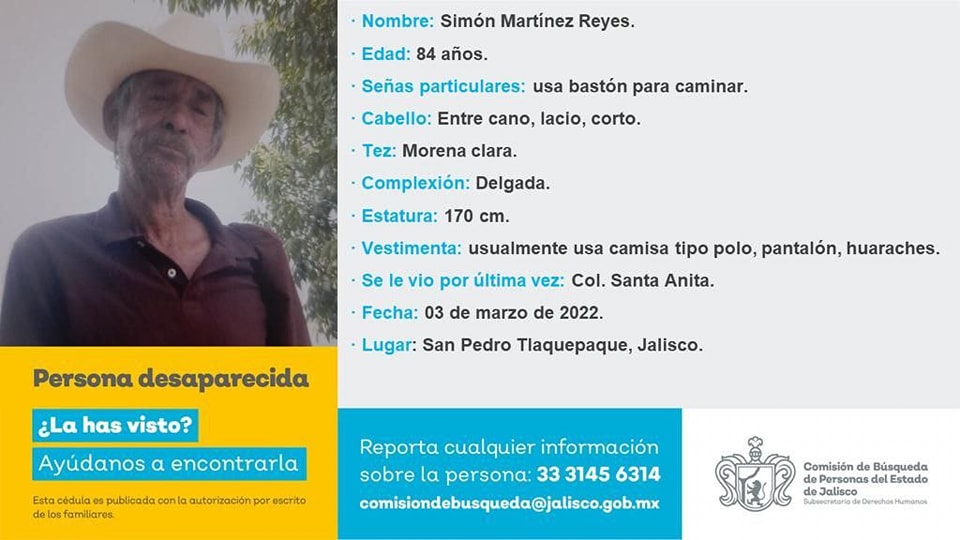 · Nombre: Simón Martínez Reyes.
· Edad: 84 años.
· Señas particulares: usa bastón para caminar.
· Cabello: Entre cano, lacio, corto.
· Tez: Morena clara.
· Complexión: Delgada.
· Estatura: 170 cm.
· Vestimenta: usualmente usa camisa tipo polo, pantalón, huaraches.
· Se le vio por última vez: Col. Santa Anita.
· Fecha: 03 de marzo de 2022.
· Lugar: San Pedro Tlaquepaque, Jalisco.
Persona desaparecida
¿La has visto?
Ayúdanos a encontrarla
Esta cédula es publicada con la autorización por escrito
de los familiares.
Reporta cualquier información
sobre la persona: 33 3145 6314
comisiondebusqueda@jalisco.gob.mx
Comisión de Búsqueda
de Personas del Estado
de Jalisco
Subsecretaría de Derechos Humanos